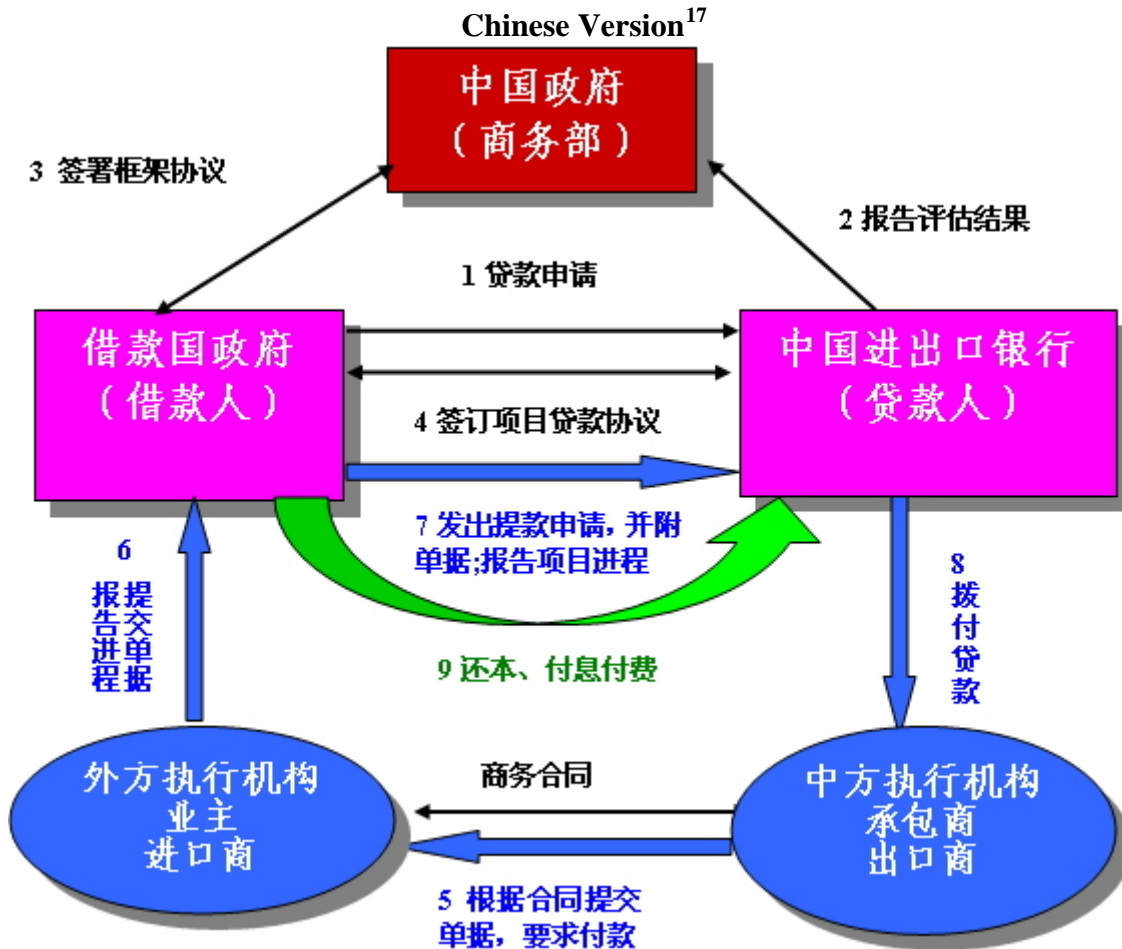 Chinese Version17
中国政府
（商务部）
3 签署框架协议
2 报告评估结果
1 贷款申请
借款国政府
（借款人）
中国进出口银行
（贷款人）
4 签订项目贷款协议
7 发出提款申请，并附
单据;报告项目进程
6
提交单据
报告进程
8
拨付贷款
9 还本、付息付费
外方执行机构
业主
进口商
商务合同
中方执行机构
承包商
出口商
5 根据合同提交
单据，要求付款